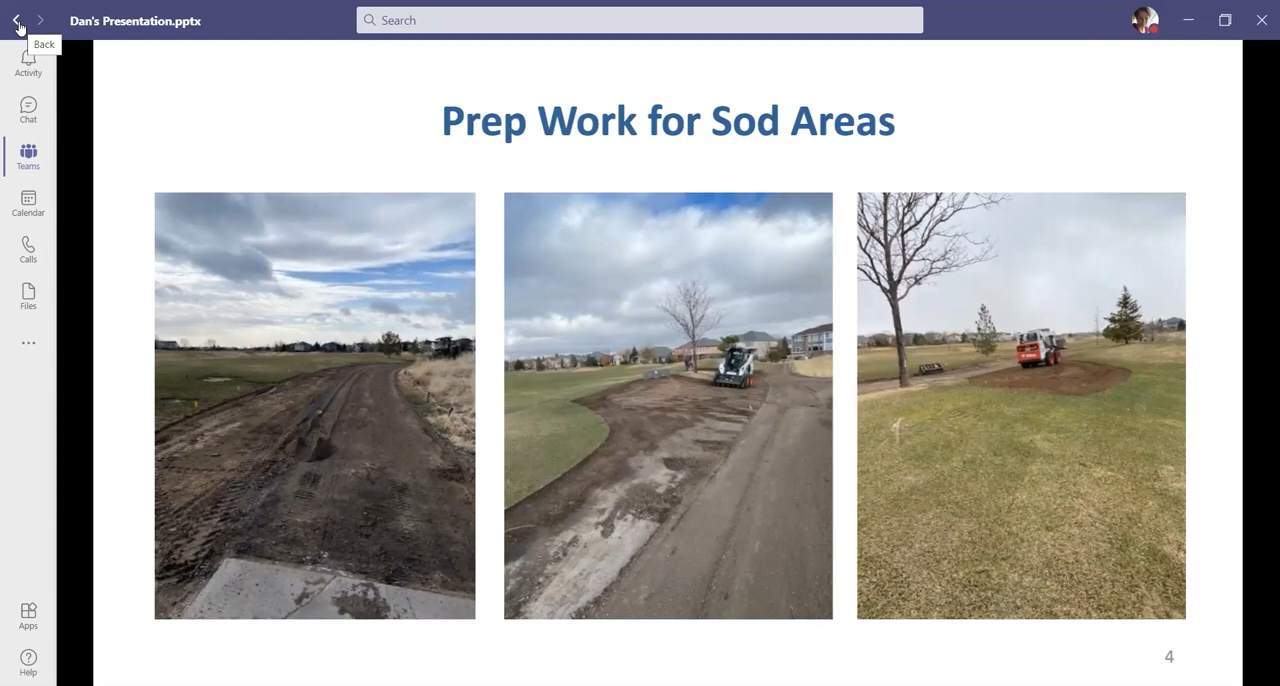 Dan's Presentation.pptx
Search
Back
Activity
Chat
Teams
Calendar
Calls
Files
Apps
Help
Prep Work for Sod Areas
4